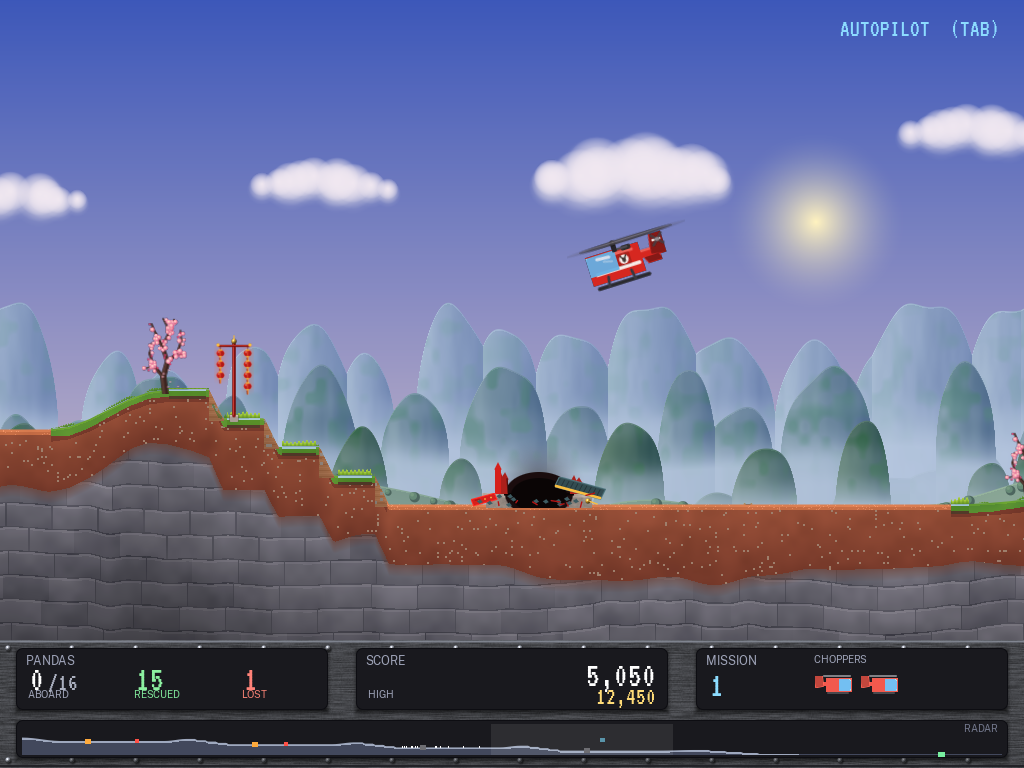 AUTOPILOT (TAB)
PANDAS
0/16
ABOARD
15
RESCUED
1
LOST
SCORE
5,050
HIGH
12,450
MISSION
1
CHOPPERS
RADAR